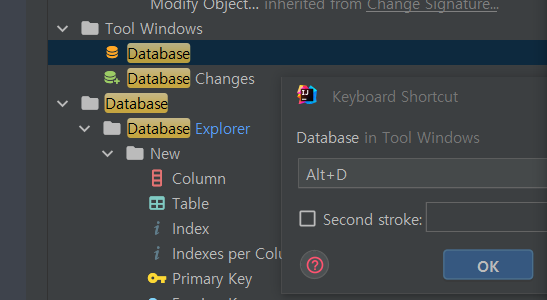 Modify Object... inherited from Change Signature...
Tool Windows
Database
Database Changes
Database
Database Explorer
New
Column
Table
Index
Indexes per
Primary Key
IJ
Keyboard Shortcut
Database in Tool Windows
Alt+D
Second stroke:
?
OK